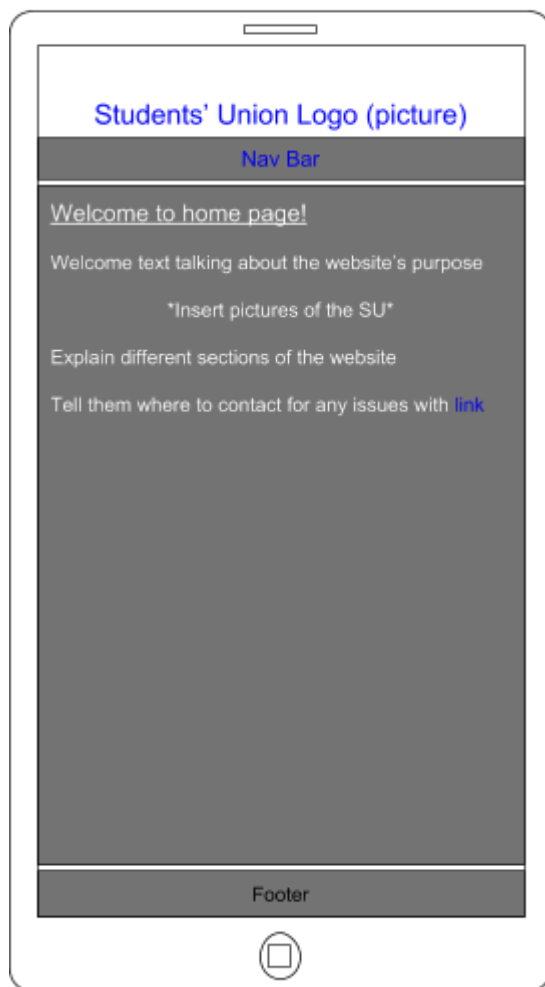 Students’ Union Logo (picture)
Nav Bar
Welcome to home page!
Welcome text talking about the website’s purpose
*Insert pictures of the SU*
Explain different sections of the website
Tell them where to contact for any issues with link
Footer